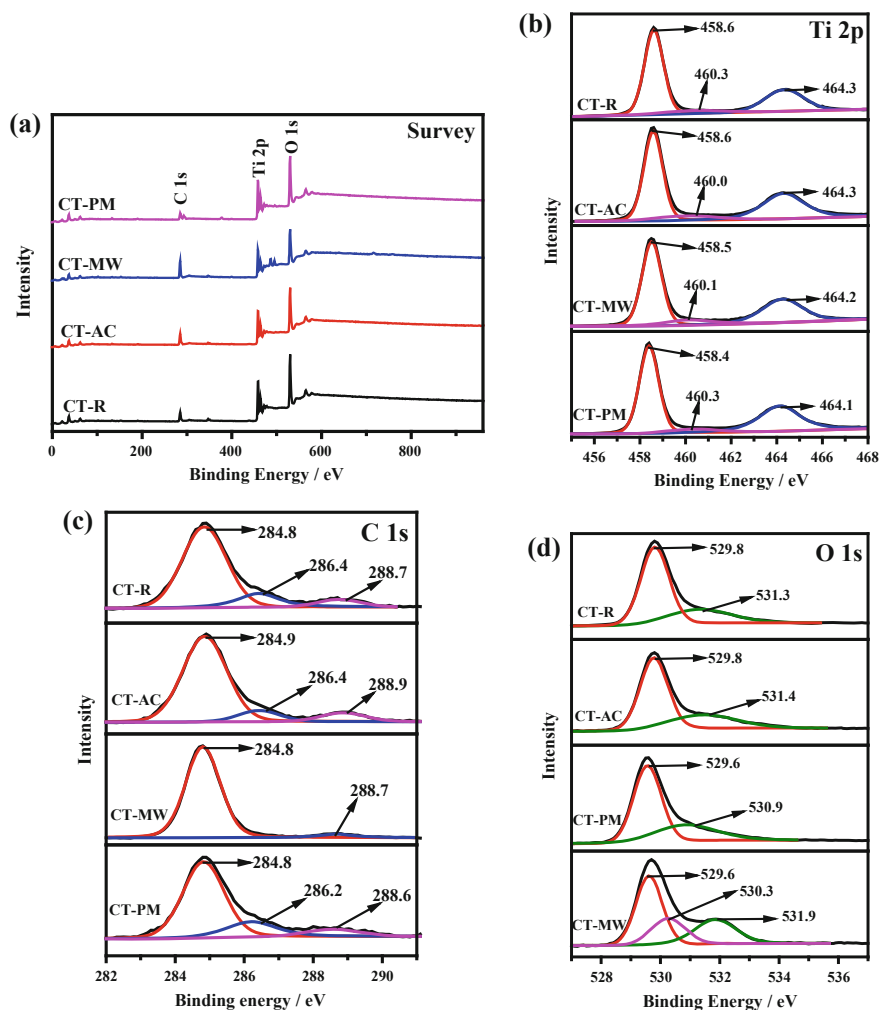 (a)
Survey
C 1s
Ti 2p
O 1s
CT-PM
CT-MW
CT-AC
CT-R
Intensity
0 200 400 600 800
Binding Energy / eV
(b)
Ti 2p
458.6
460.3
464.3
CT-R
458.6
460.0
464.3
CT-AC
458.5
460.1
464.2
CT-MW
458.4
460.3
464.1
CT-PM
Intensity
456 458 460 462 464 466 468
Binding Energy / eV
(c)
C 1s
284.8
286.4
288.7
CT-R
284.9
286.4
288.9
CT-AC
284.8
288.7
CT-MW
284.8
286.2
288.6
CT-PM
Intensity
282 284 286 288 290
Binding energy / eV
(d)
O 1s
529.8
531.3
CT-R
529.8
531.4
CT-AC
529.6
530.9
CT-PM
529.6
530.3
531.9
CT-MW
Intensity
528 530 532 534 536
Binding Energy / eV